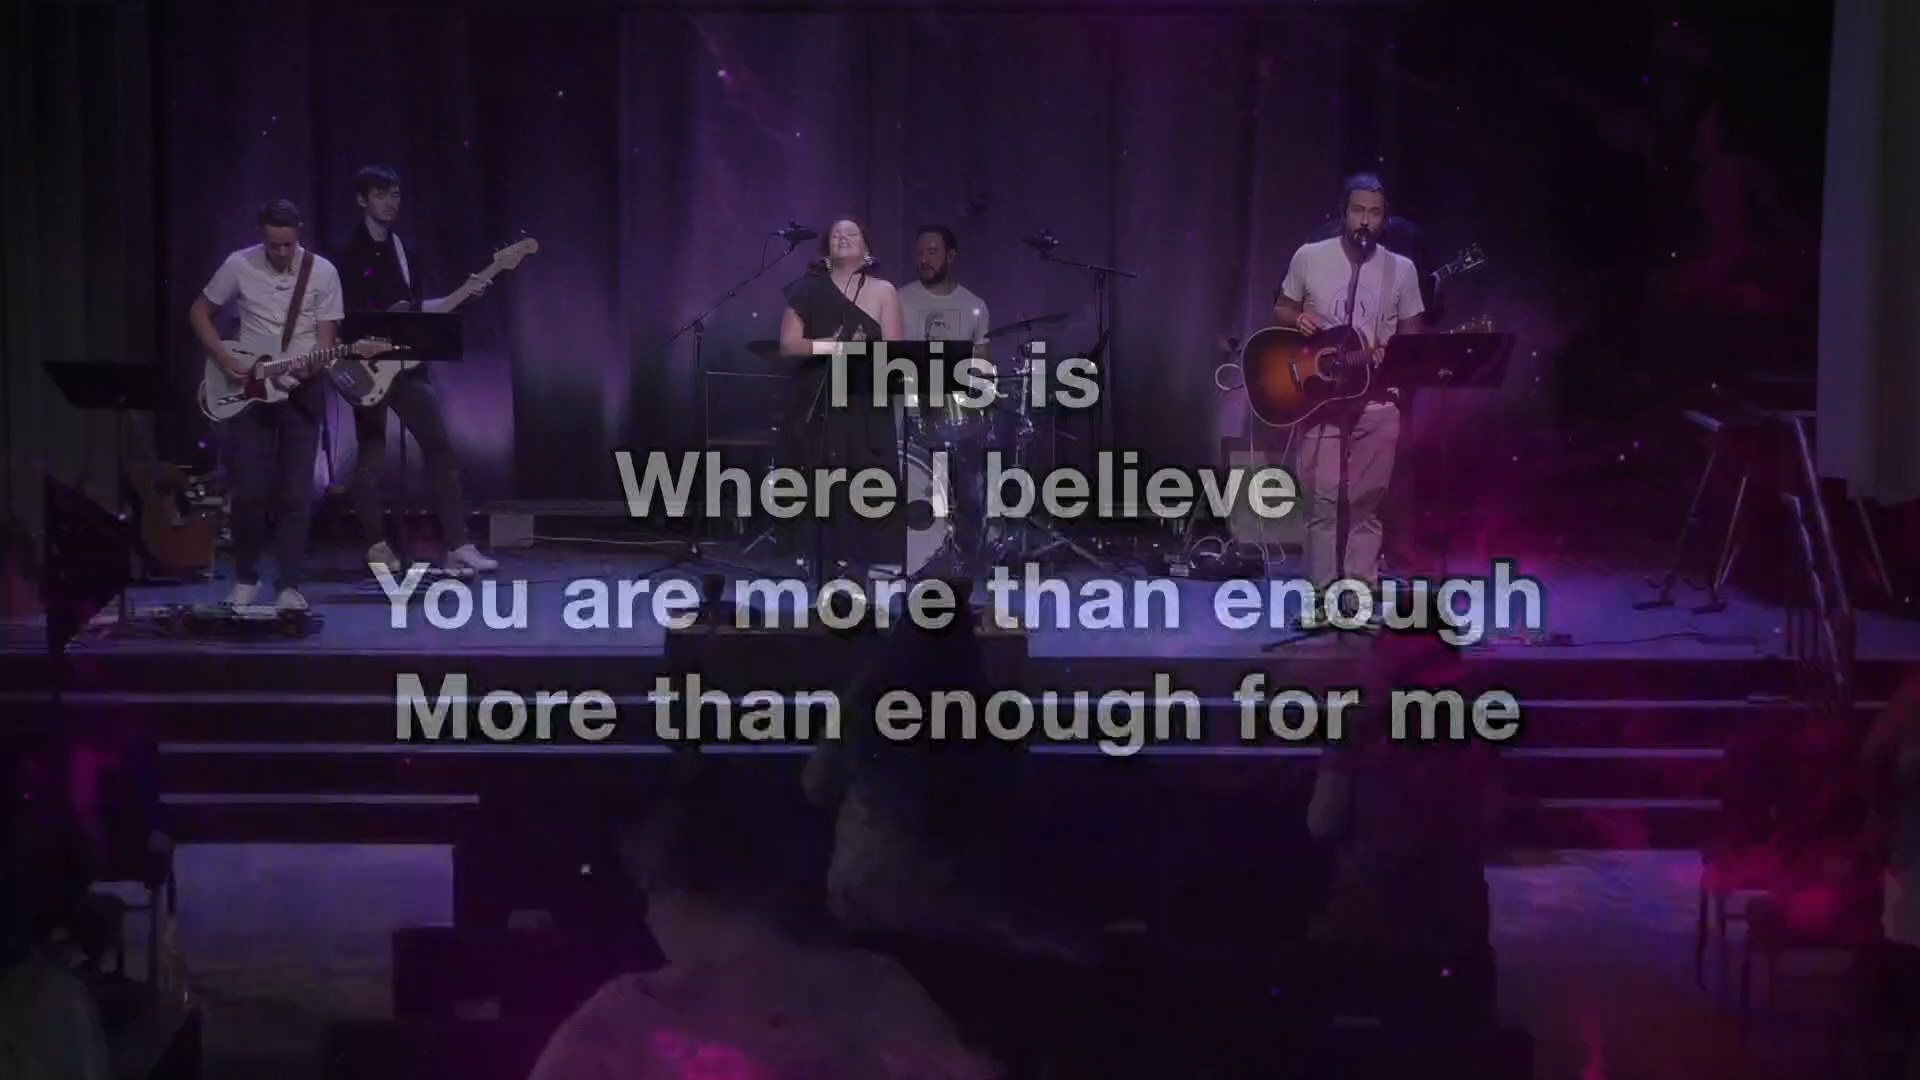 This is
Where I believe
You are more than enough
More than enough for me